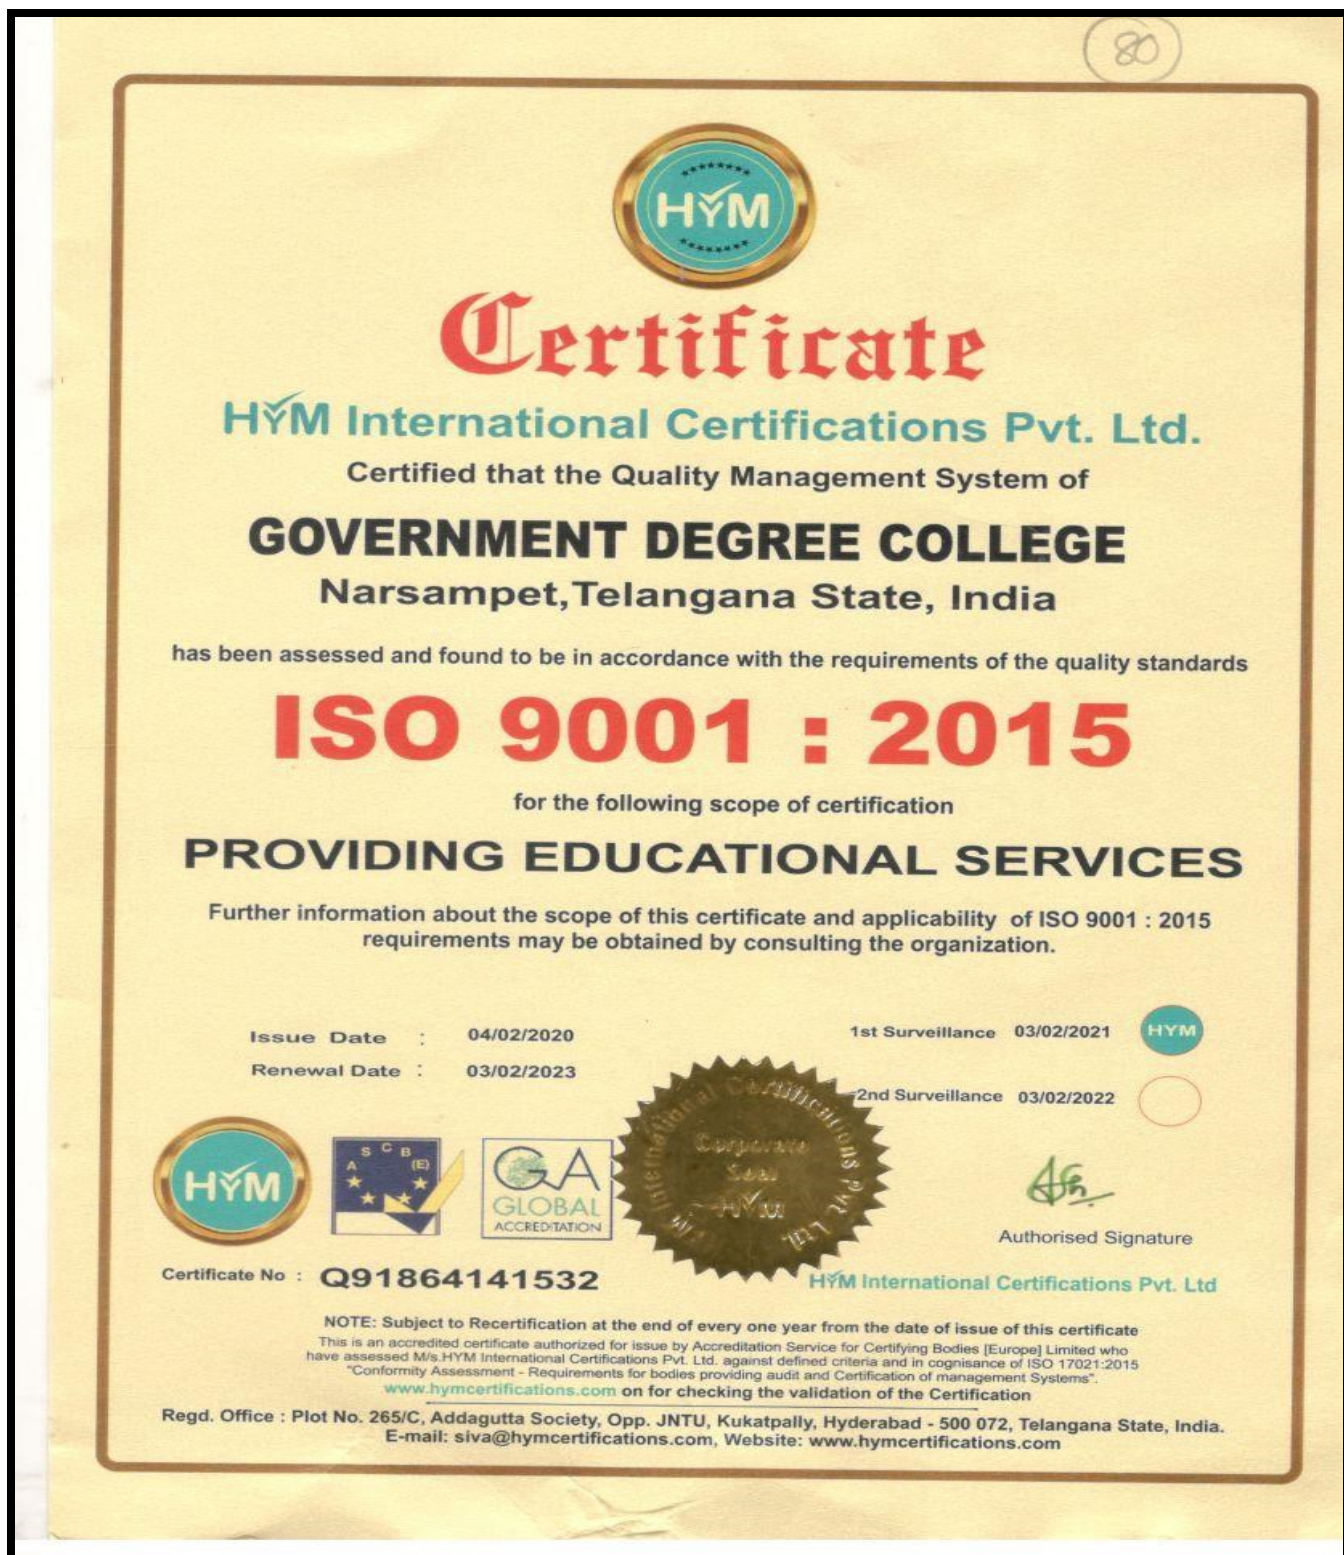 80
HYM
Certificate
HYM International Certifications Pvt. Ltd.
Certified that the Quality Management System of
GOVERNMENT DEGREE COLLEGE
Narsampet,Telangana State, India
has been assessed and found to be in accordance with the requirements of the quality standards
ISO 9001 : 2015
for the following scope of certification
PROVIDING EDUCATIONAL SERVICES
Further information about the scope of this certificate and applicability of ISO 9001 : 2015
requirements may be obtained by consulting the organization.
Issue Date : 04/02/2020
1st Surveillance 03/02/2021 HYM
Renewal Date : 03/02/2023
2nd Surveillance 03/02/2022
HYM
A S C B (E)
GA
GLOBAL
ACCREDITATION
HYM International Certifications Pvt. Ltd.
Corporate
Seal
HYM
Authorised Signature
Certificate No : Q91864141532
HYM International Certifications Pvt. Ltd
NOTE: Subject to Recertification at the end of every one year from the date of issue of this certificate
This is an accredited certificate authorized for issue by Accreditation Service for Certifying Bodies [Europe] Limited who
have assessed M/s.HYM International Certifications Pvt. Ltd. against defined criteria and in cognisance of ISO 17021:2015
"Conformity Assessment - Requirements for bodies providing audit and Certification of management Systems".
www.hymcertifications.com on for checking the validation of the Certification
Regd. Office : Plot No. 265/C, Addagutta Society, Opp. JNTU, Kukatpally, Hyderabad - 500 072, Telangana State, India.
E-mail: siva@hymcertifications.com, Website: www.hymcertifications.com